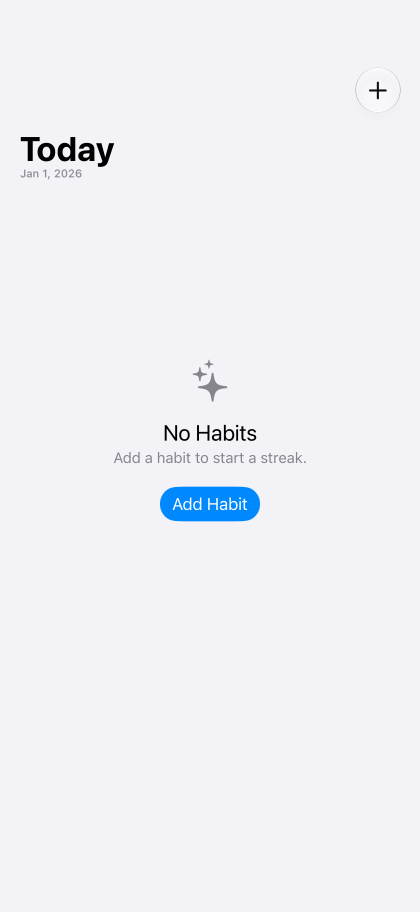 Today
Jan 1, 2026
No Habits
Add a habit to start a streak.
Add Habit